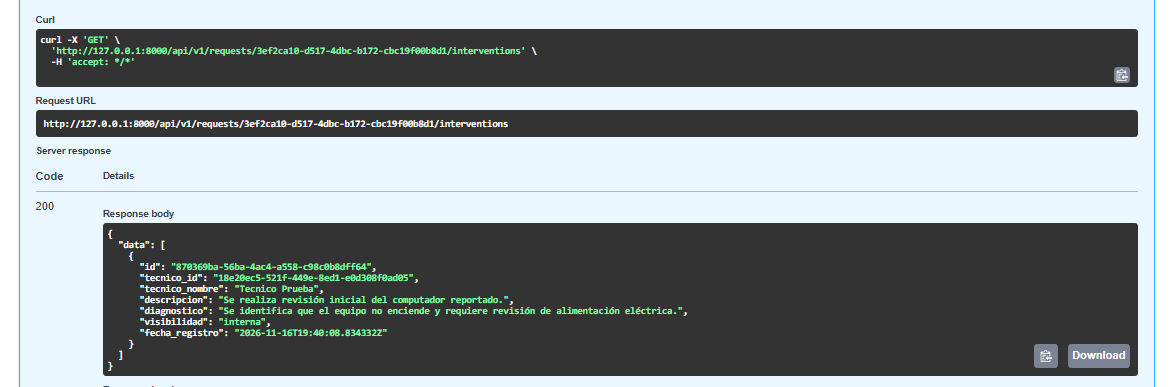 Curl
curl -X 'GET' \
  'http://127.0.0.1:8000/api/v1/requests/3ef2ca10-d517-4dbc-b172-cbc19f00b8d1/interventions' \
  -H 'accept: */*'
Request URL
http://127.0.0.1:8000/api/v1/requests/3ef2ca10-d517-4dbc-b172-cbc19f00b8d1/interventions
Server response
Code Details
200
Response body
{
  "data": [
    {
      "id": "870369ba-56ba-4ac4-a558-c98c0b8dff64",
      "tecnico_id": "18e20ec5-521f-449e-8ed1-e0d308f0ad05",
      "tecnico_nombre": "Tecnico Prueba",
      "descripcion": "Se realiza revisión inicial del computador reportado.",
      "diagnostico": "Se identifica que el equipo no enciende y requiere revisión de alimentación eléctrica.",
      "visibilidad": "interna",
      "fecha_registro": "2026-11-16T19:40:08.834332Z"
    }
  ]
}
Download